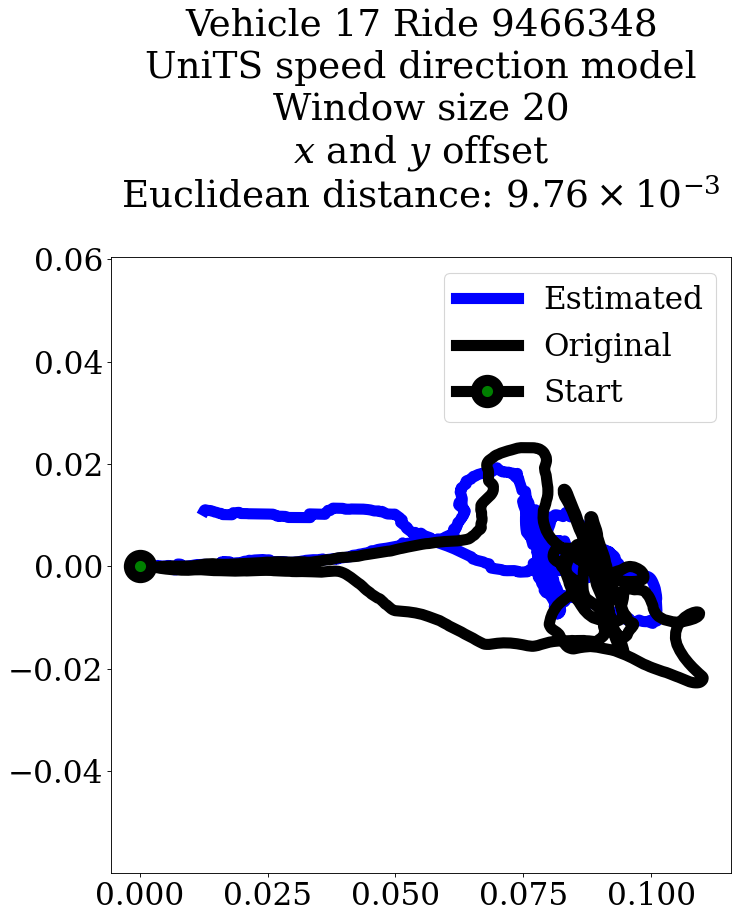 Vehicle 17 Ride 9466348
UniTS speed direction model
Window size 20
x and y offset
Euclidean distance: 9.76 × 10⁻³
0.06
0.04
0.02
0.00
−0.02
−0.04
Estimated
Original
Start
0.000 0.025 0.050 0.075 0.100